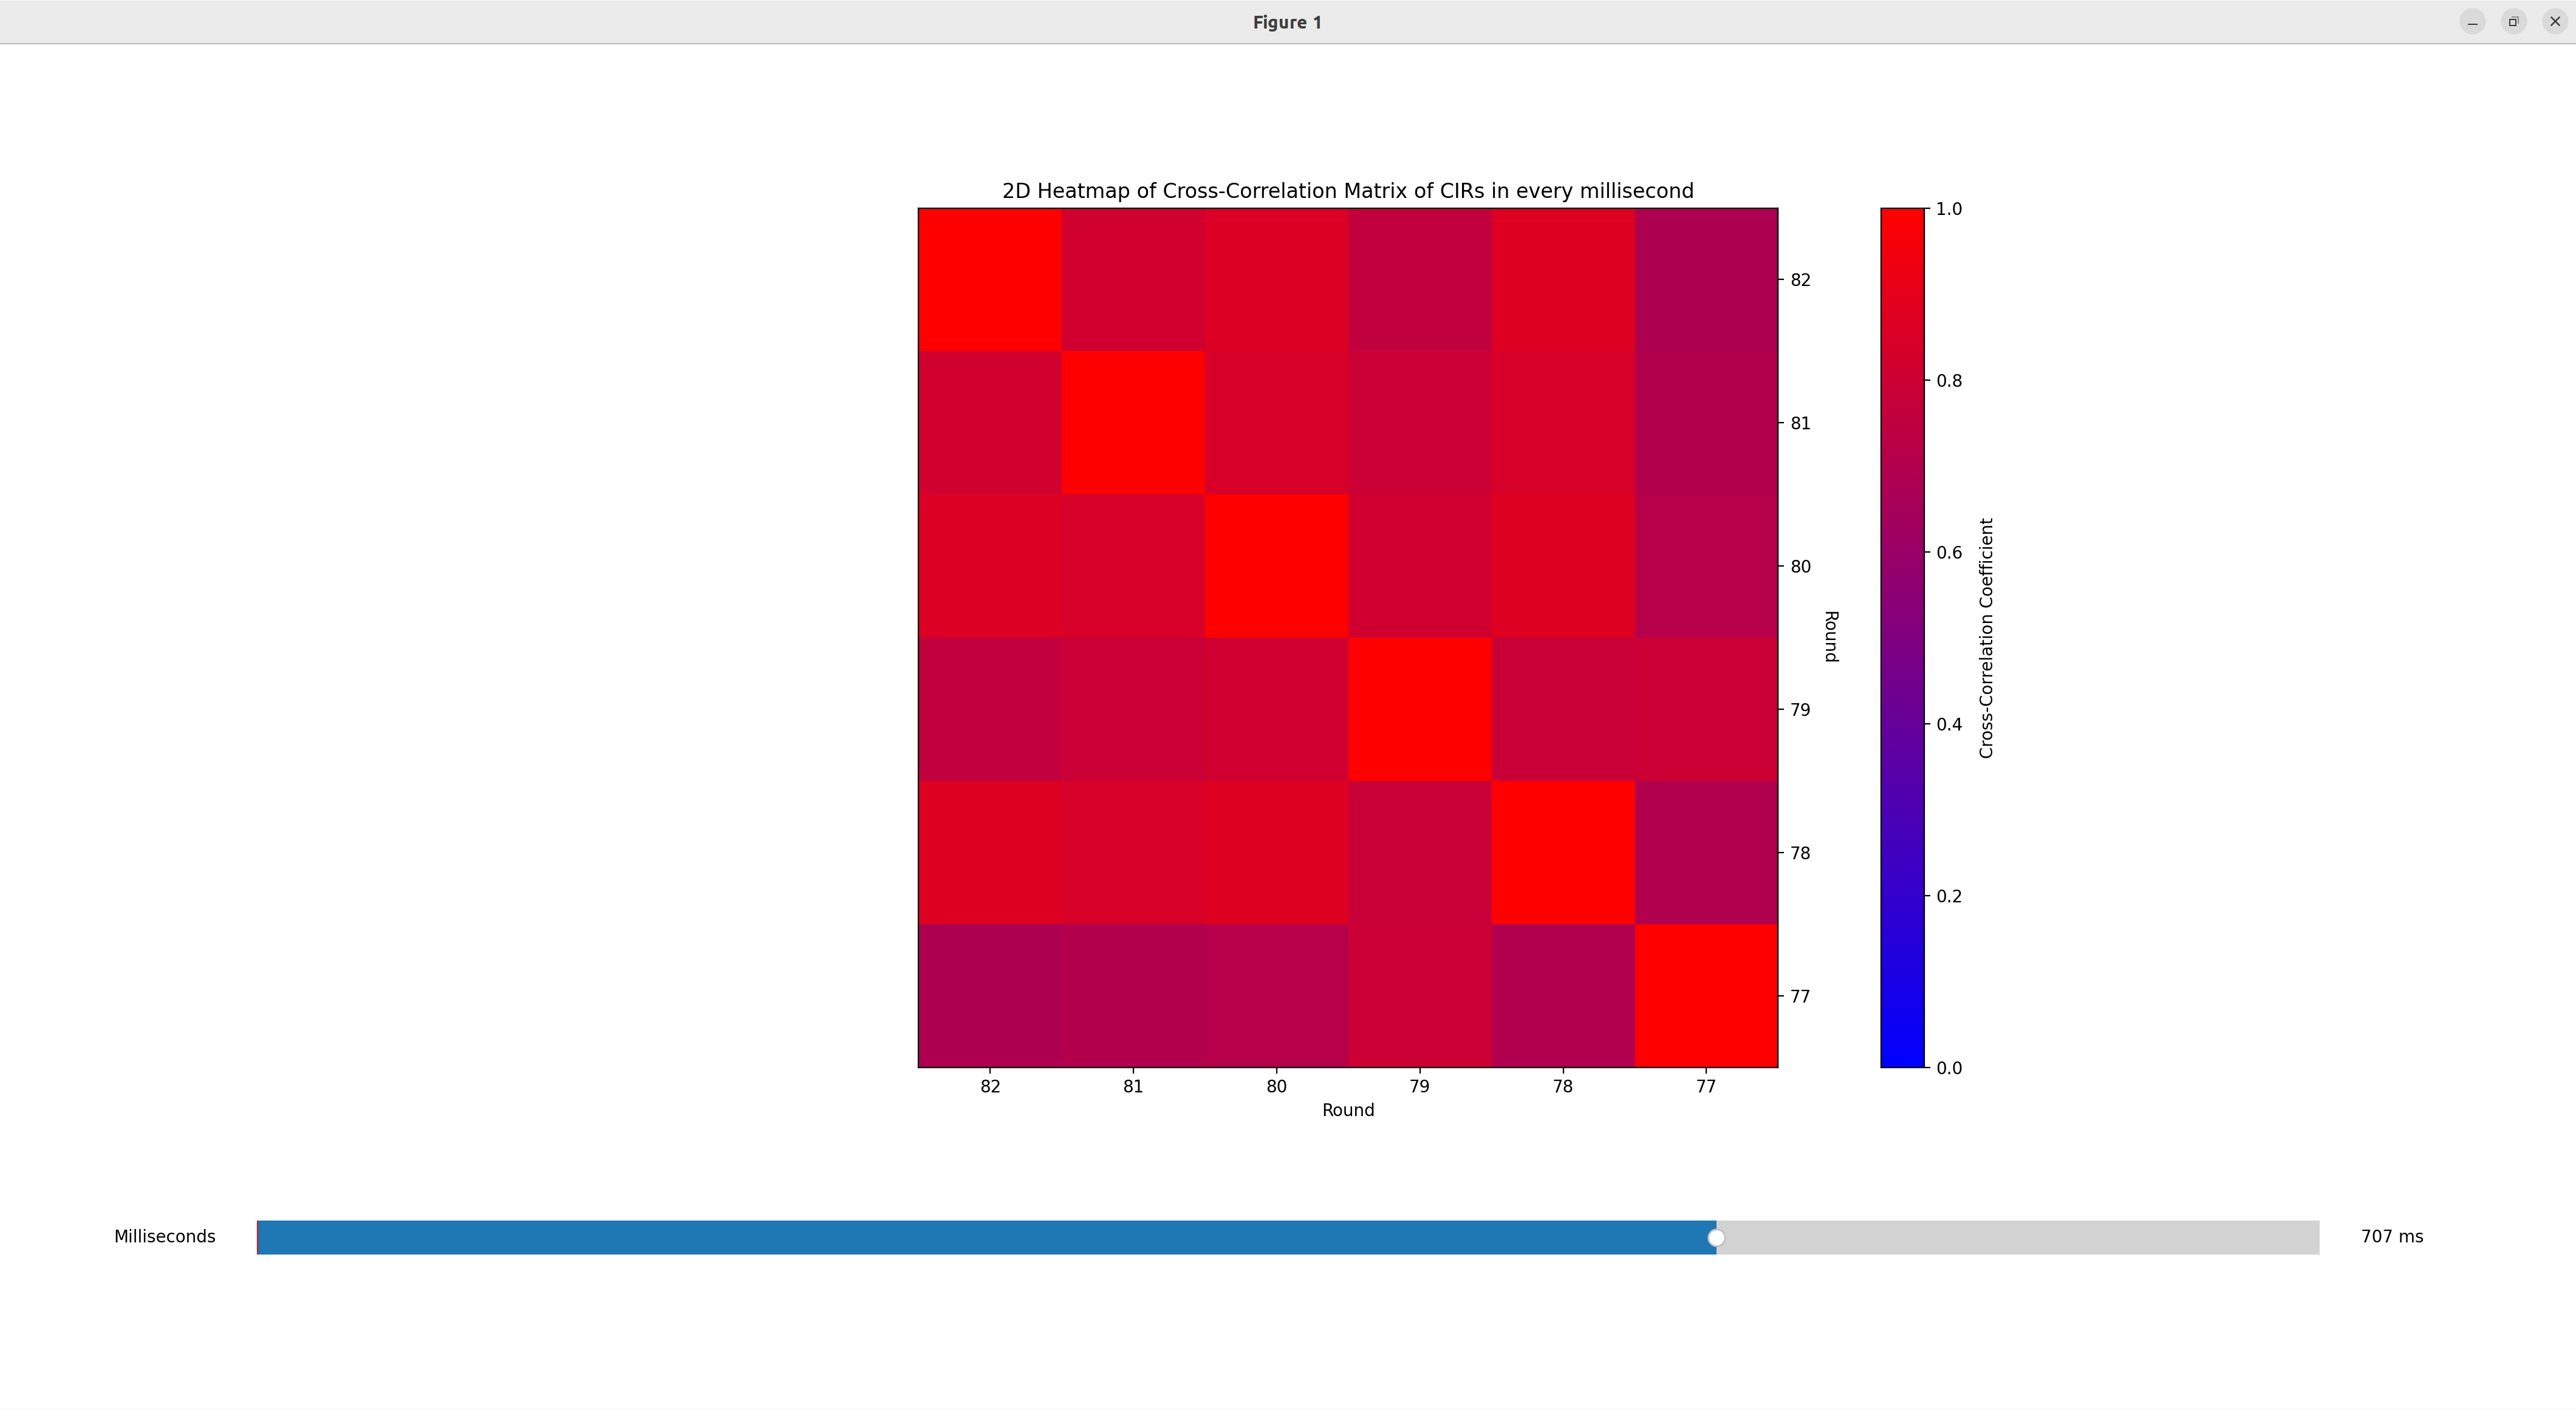 Figure 1
2D Heatmap of Cross-Correlation Matrix of CIRs in every millisecond
82
81
80
79
78
77
Round
82 81 80 79 78 77
Round
1.0
0.8
0.6
0.4
0.2
0.0
Cross-Correlation Coefficient
Milliseconds 707 ms